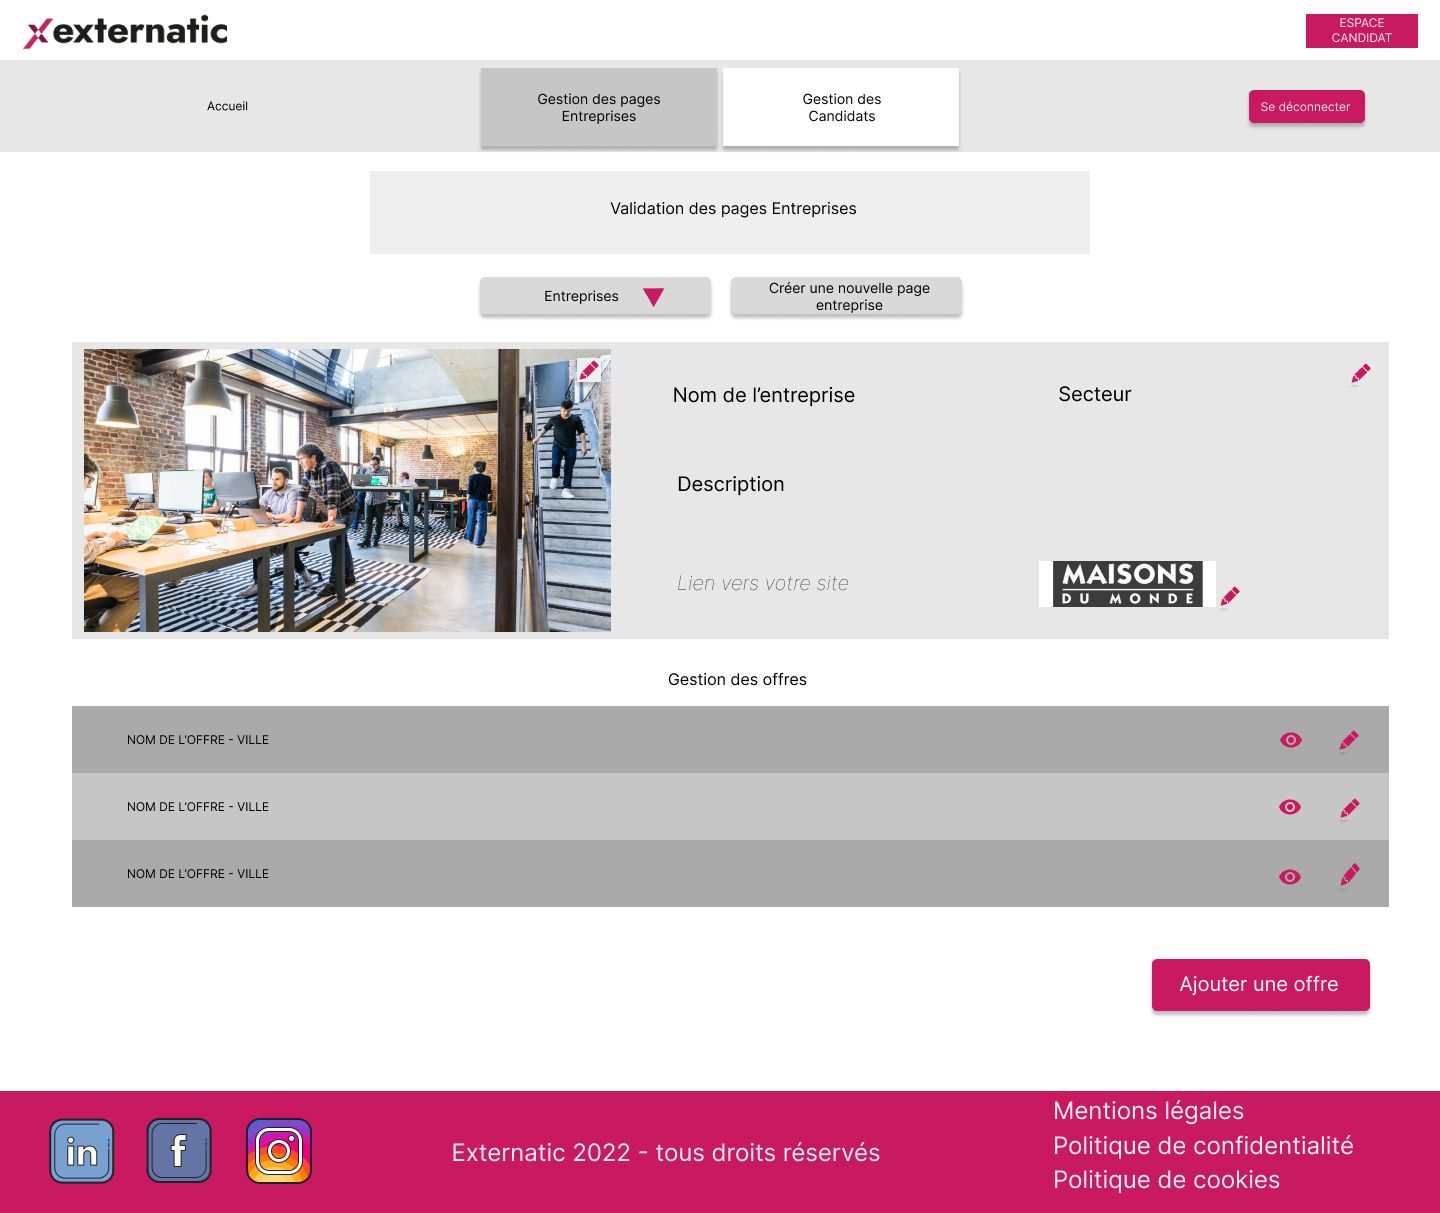 externatic
ESPACE
CANDIDAT
Accueil
Gestion des pages
Entreprises
Gestion des
Candidats
Se déconnecter
Validation des pages Entreprises
Entreprises
Créer une nouvelle page
entreprise
Nom de l’entreprise
Secteur
Description
Lien vers votre site
MAISONS
DU MONDE
Gestion des offres
NOM DE L’OFFRE - VILLE
NOM DE L’OFFRE - VILLE
NOM DE L’OFFRE - VILLE
Ajouter une offre
in
f
Externatic 2022 - tous droits réservés
Mentions légales
Politique de confidentialité
Politique de cookies